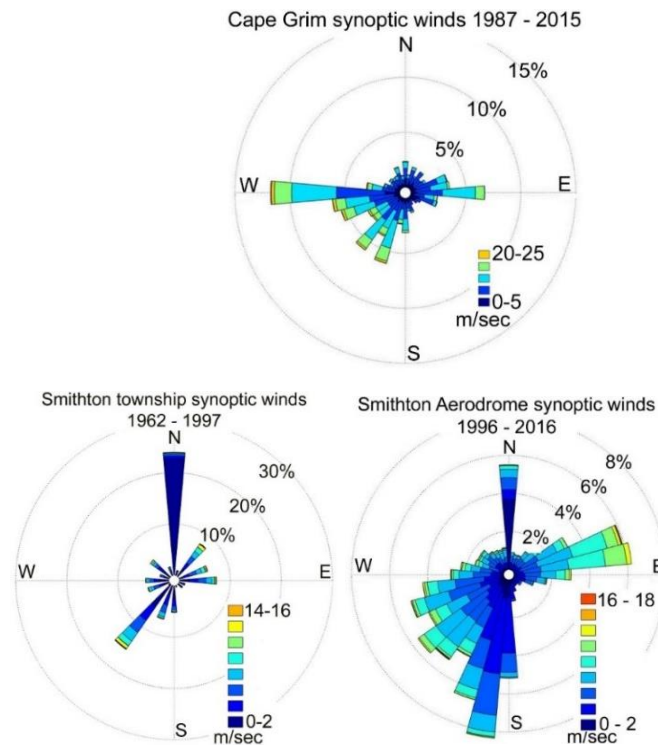 Cape Grim synoptic winds 1987 - 2015
N
15%
10%
5%
W
E
20-25
0-5
m/sec
S
Smithton township synoptic winds
1962 - 1997
N
30%
20%
10%
W
E
14-16
0-2
m/sec
S
Smithton Aerodrome synoptic winds
1996 - 2016
N
8%
6%
4%
2%
W
E
16 - 18
0 - 2
m/sec
S